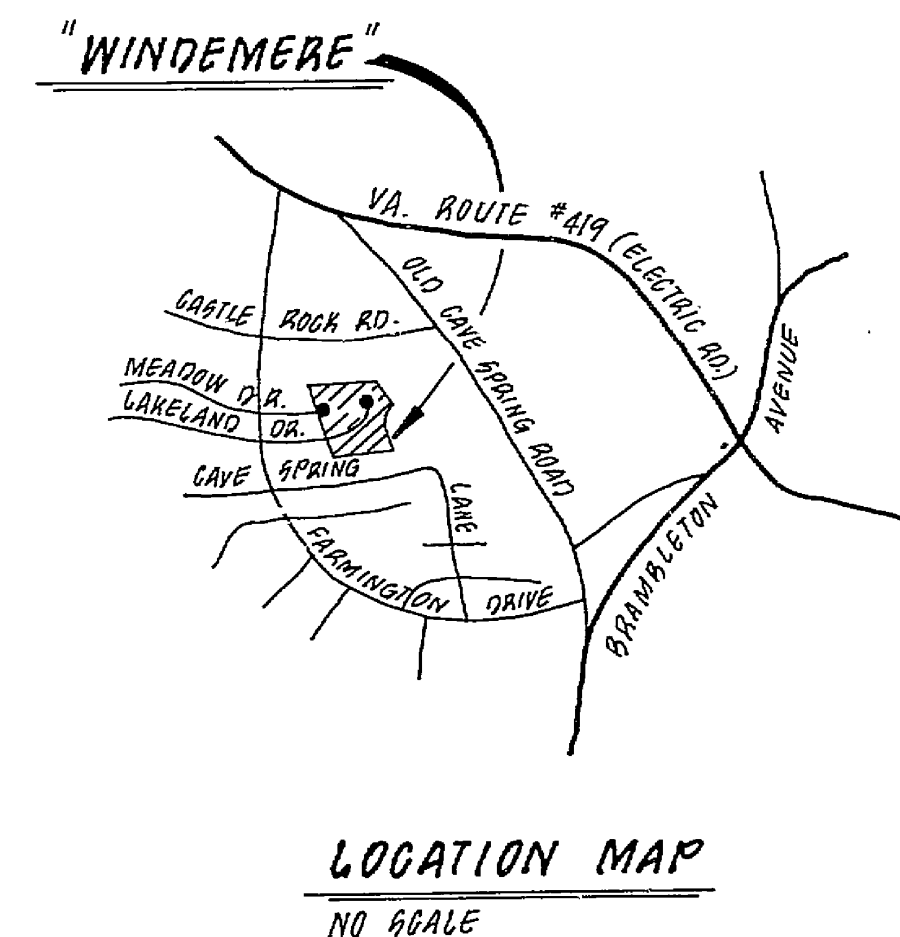 "WINDEMERE"
VA. ROUTE #419 (ELECTRIC RD.)
OLD CAVE SPRING ROAD
CASTLE ROCK RD.
MEADOW DR.
LAKELAND DR.
CAVE SPRING LANE
FARMINGTON DRIVE
BRAMBLETON AVENUE
LOCATION MAP
NO SCALE